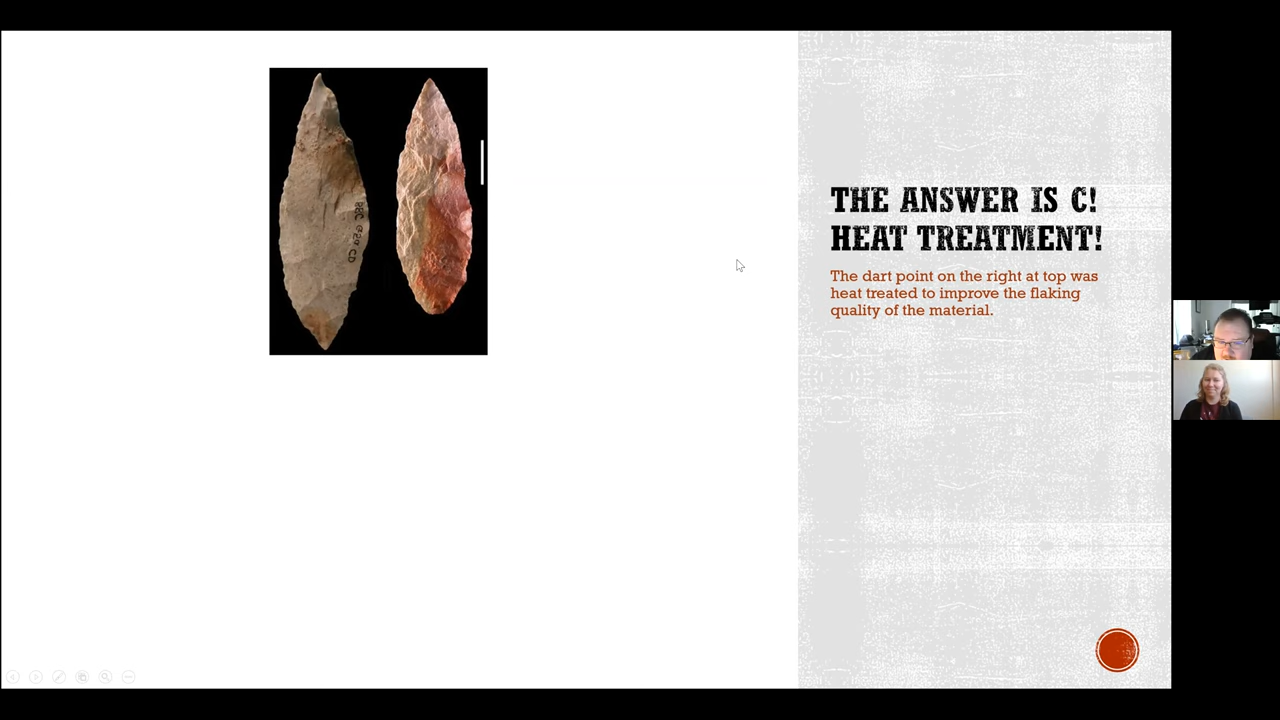 THE ANSWER IS C!
HEAT TREATMENT!
The dart point on the right at top was
heat treated to improve the flaking
quality of the material.